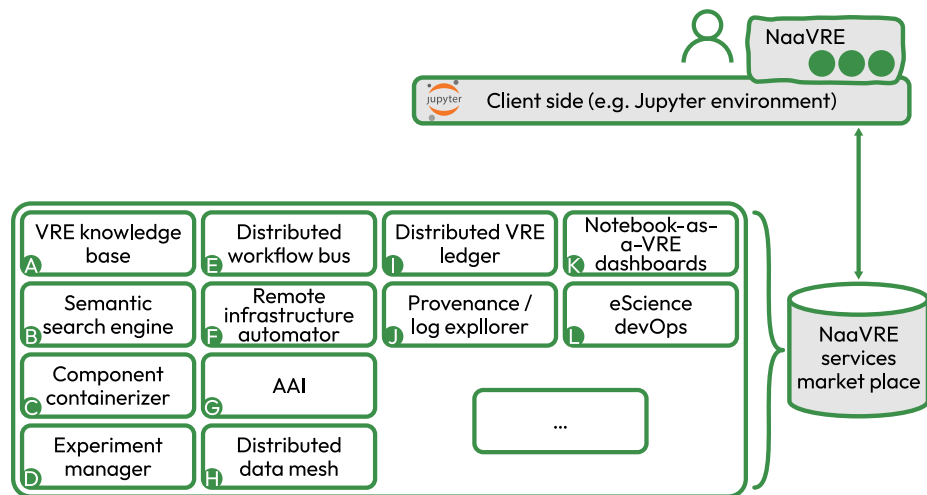 NaaVRE
jupyter
Client side (e.g. Jupyter environment)
VRE knowledge
base
A
Distributed
workflow bus
E
Distributed VRE
ledger
I
Notebook-as-
a-VRE
dashboards
K
Semantic
search engine
B
Remote
infrastructure
automator
F
Provenance /
log expllorer
J
eScience
devOps
L
Component
containerizer
C
AAI
G
Experiment
manager
D
Distributed
data mesh
H
...
NaaVRE
services
market place